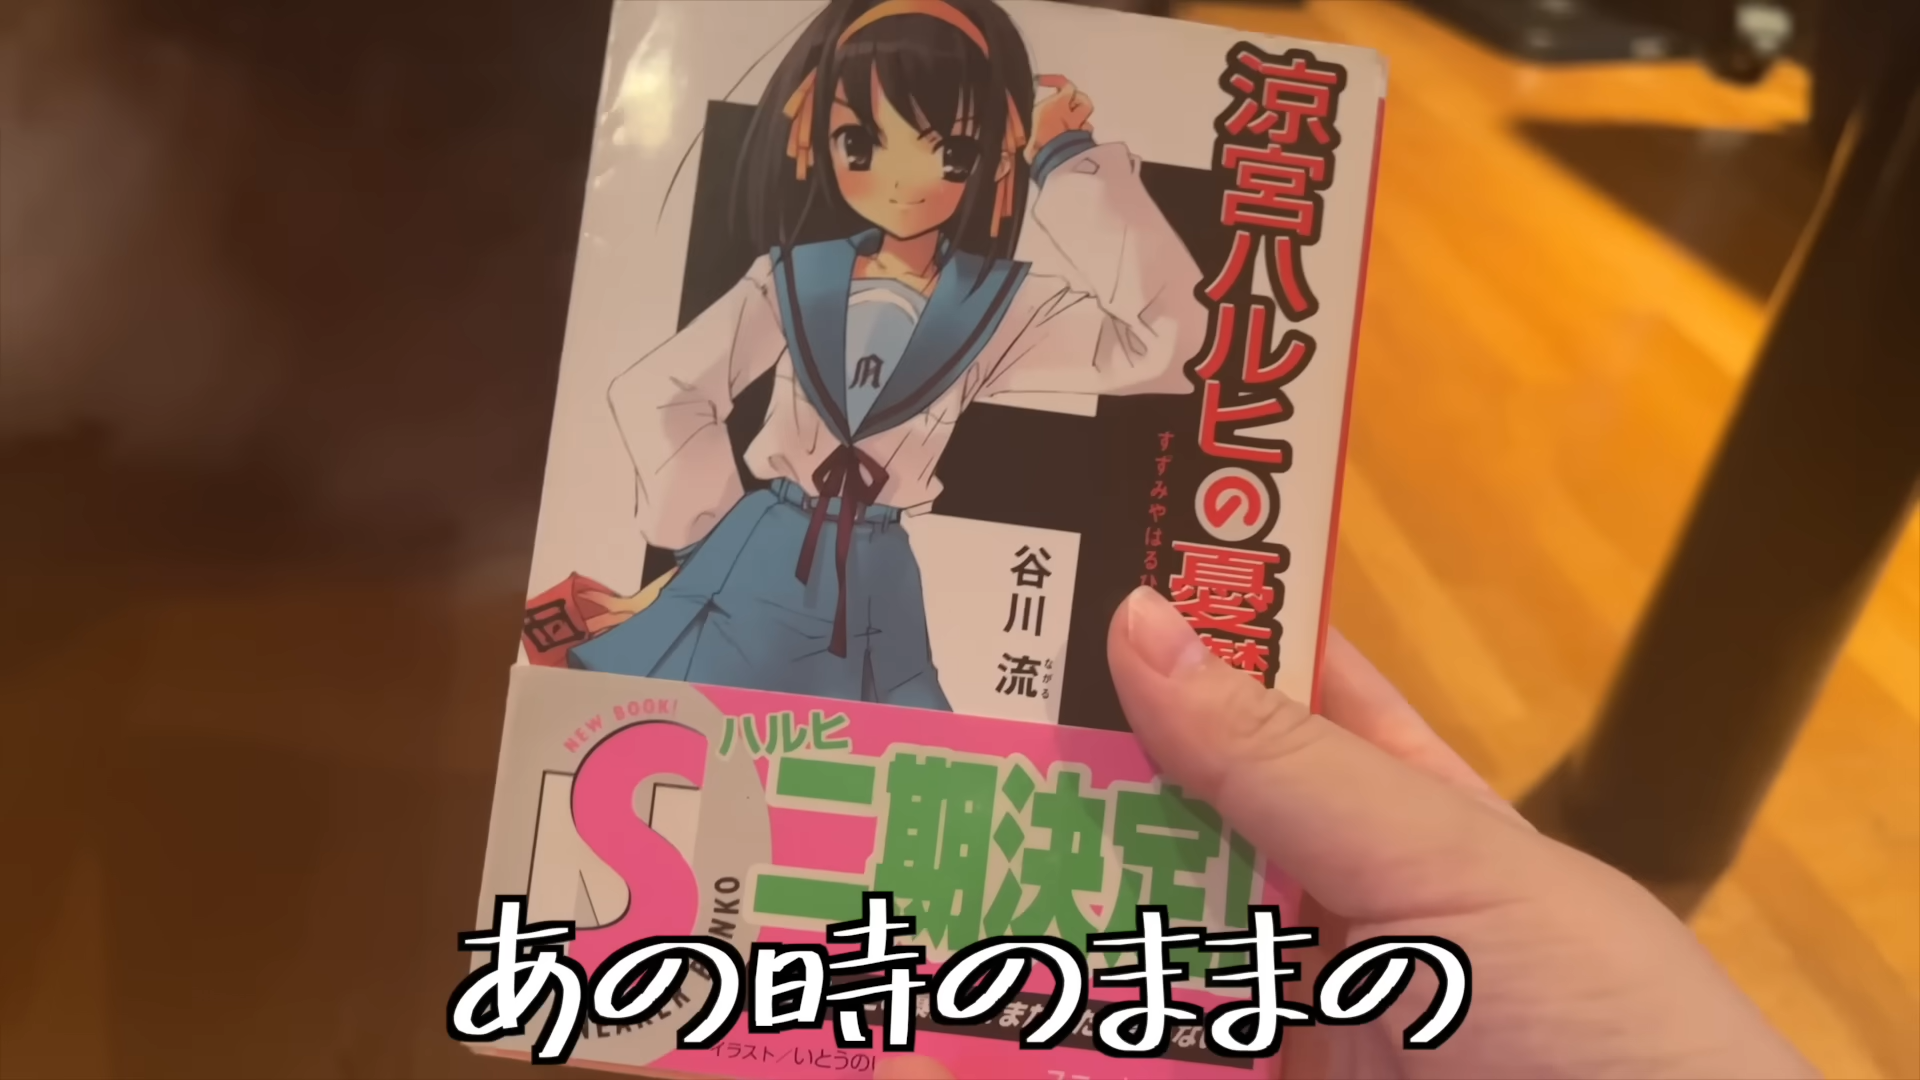 涼宮ハルヒの憂
すずみやはるひ
谷川 流
ながる
NEW BOOK!
S
ハルヒ
二期決定!
イラスト/いとうの
あの時のままの